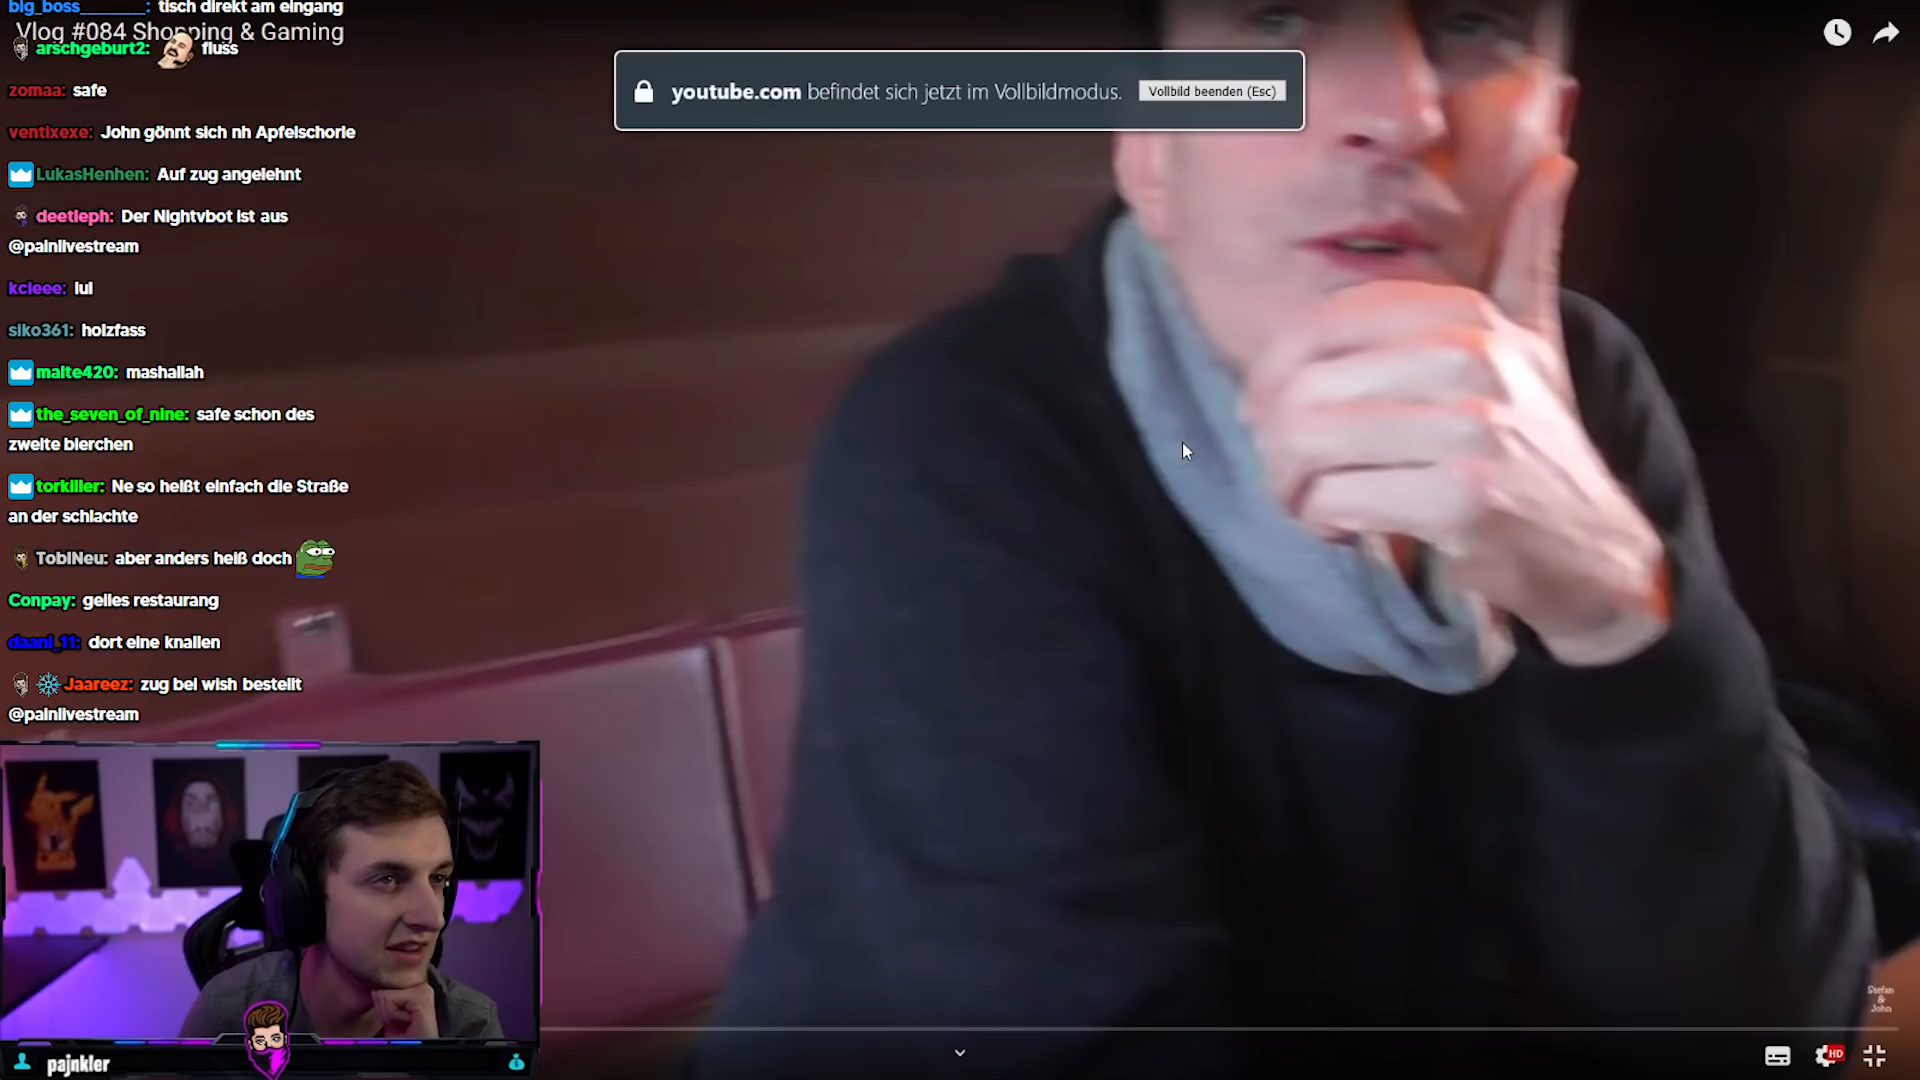 big_boss_______: tisch direkt am eingang
Vlog #084 Shopping & Gaming
arschgeburt2: fluss
zomaa: safe
ventixexe: John gönnt sich nh Apfelschorle
LukasHenhen: Auf zug angelehnt
deetleph: Der Nightvbot ist aus
@painlivestream
kcleee: lul
siko361: holzfass
malte420: mashallah
the_seven_of_nine: safe schon des
zweite bierchen
torkiller: Ne so heißt einfach die Straße
an der schlachte
TobiNeu: aber anders heiß doch
Conpay: geiles restaurang
daani_11: dort eine knallen
Jaareez: zug bei wish bestellt
@painlivestream
youtube.com befindet sich jetzt im Vollbildmodus. Vollbild beenden (Esc)
pajnkler
Stefan
&
John
HD